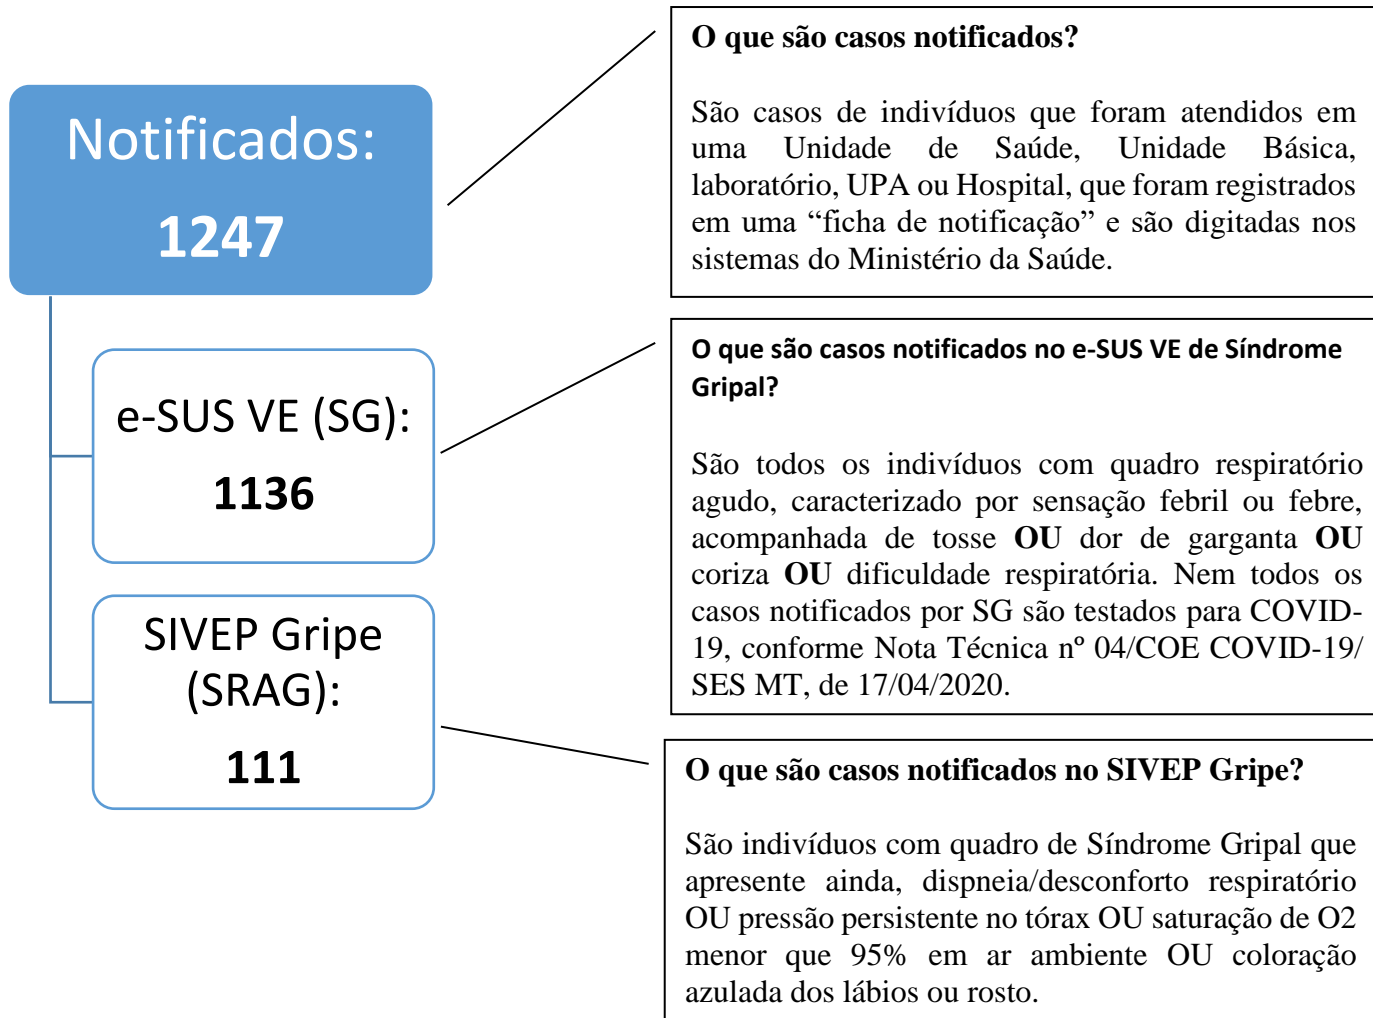 Notificados:
1247
e-SUS VE (SG):
1136
SIVEP Gripe
(SRAG):
111
O que são casos notificados?
São casos de indivíduos que foram atendidos em
uma Unidade de Saúde, Unidade Básica,
laboratório, UPA ou Hospital, que foram registrados
em uma “ficha de notificação” e são digitadas nos
sistemas do Ministério da Saúde.
O que são casos notificados no e-SUS VE de Síndrome
Gripal?
São todos os indivíduos com quadro respiratório
agudo, caracterizado por sensação febril ou febre,
acompanhada de tosse OU dor de garganta OU
coriza OU dificuldade respiratória. Nem todos os
casos notificados por SG são testados para COVID-
19, conforme Nota Técnica nº 04/COE COVID-19/
SES MT, de 17/04/2020.
O que são casos notificados no SIVEP Gripe?
São indivíduos com quadro de Síndrome Gripal que
apresente ainda, dispneia/desconforto respiratório
OU pressão persistente no tórax OU saturação de O2
menor que 95% em ar ambiente OU coloração
azulada dos lábios ou rosto.